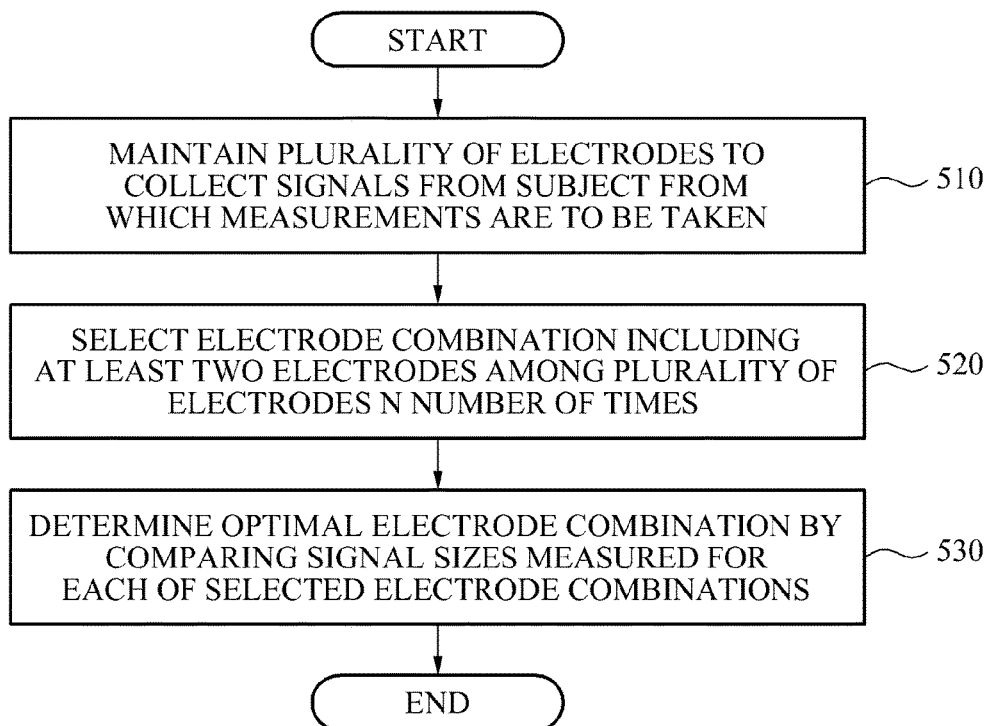 START
MAINTAIN PLURALITY OF ELECTRODES TO
COLLECT SIGNALS FROM SUBJECT FROM
WHICH MEASUREMENTS ARE TO BE TAKEN
510
SELECT ELECTRODE COMBINATION INCLUDING
AT LEAST TWO ELECTRODES AMONG PLURALITY OF
ELECTRODES N NUMBER OF TIMES
520
DETERMINE OPTIMAL ELECTRODE COMBINATION BY
COMPARING SIGNAL SIZES MEASURED FOR
EACH OF SELECTED ELECTRODE COMBINATIONS
530
END